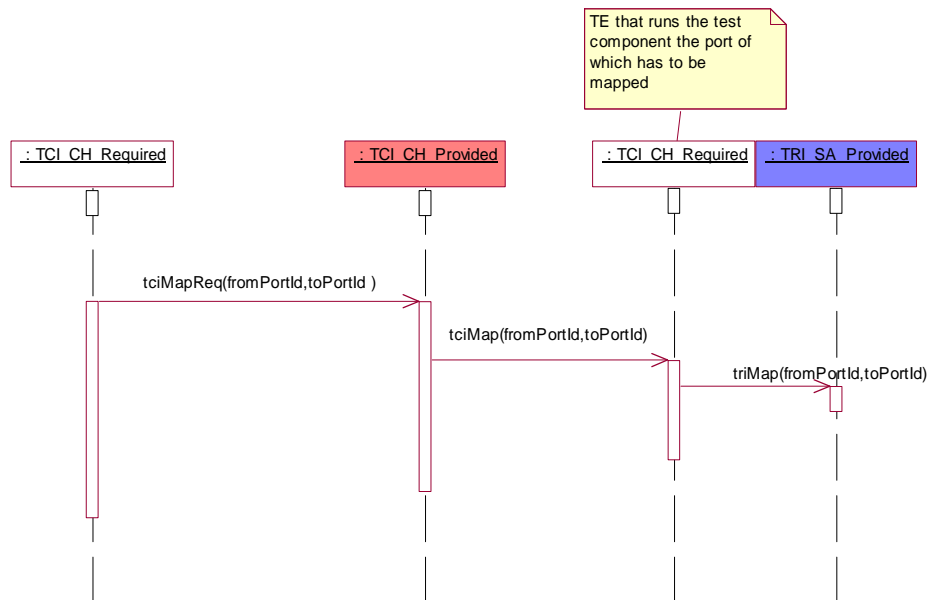 TE that runs the test
component the port of
which has to be
mapped
: TCI_CH_Required
: TCI_CH_Provided
: TCI_CH_Required
: TRI_SA_Provided
tciMapReq(fromPortId,toPortId )
tciMap(fromPortId,toPortId)
triMap(fromPortId,toPortId)